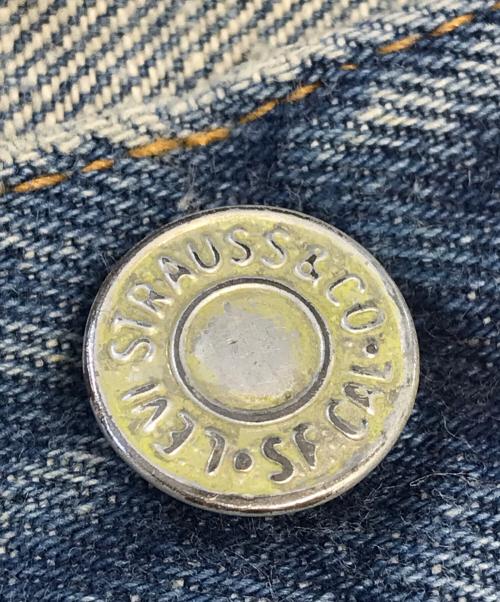 LEVI STRAUSS & CO • SF CAL •